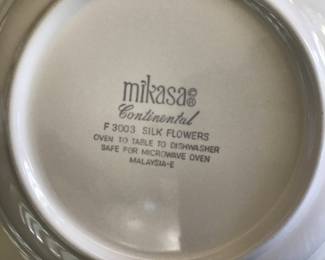 mikasa®
Continental
F 3003 SILK FLOWERS
OVEN TO TABLE TO DISHWASHER
SAFE FOR MICROWAVE OVEN
MALAYSIA-E